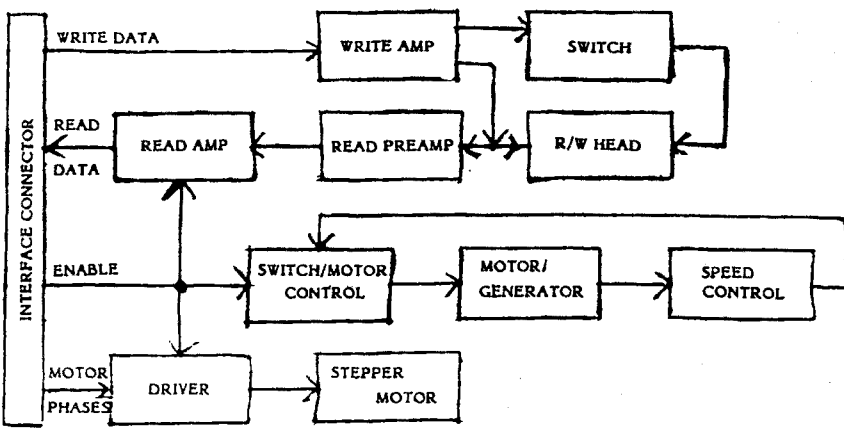 INTERFACE CONNECTOR
WRITE DATA
WRITE AMP
SWITCH
READ
DATA
READ AMP
READ PREAMP
R/W HEAD
ENABLE
SWITCH/MOTOR
CONTROL
MOTOR/
GENERATOR
SPEED
CONTROL
MOTOR
PHASES
DRIVER
STEPPER
MOTOR